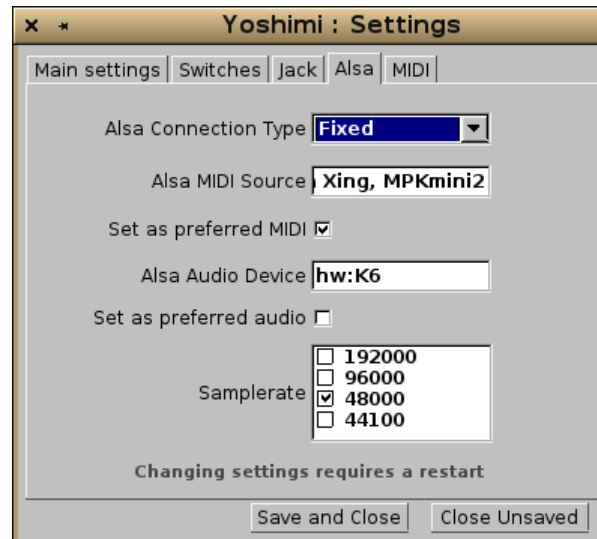 Yoshimi : Settings
Main settings Switches Jack Alsa MIDI
Alsa Connection Type Fixed
Alsa MIDI Source Xing, MPKmini2
Set as preferred MIDI
Alsa Audio Device hw:K6
Set as preferred audio
192000
96000
Samplerate 48000
44100
Changing settings requires a restart
Save and Close Close Unsaved